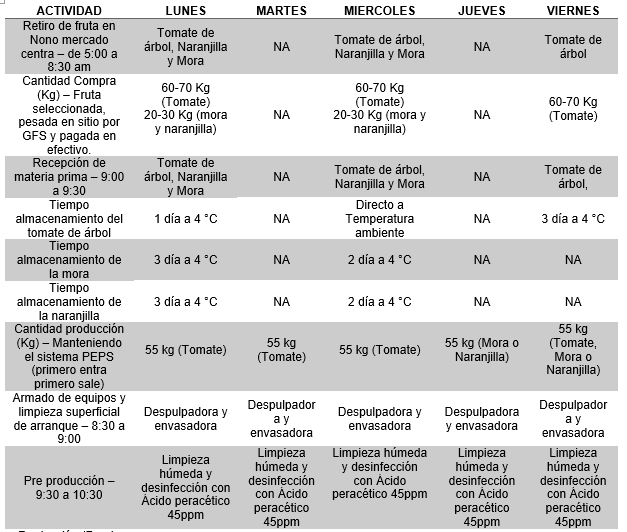 ACTIVIDAD LUNES MARTES MIERCOLES JUEVES VIERNES
Retiro de fruta en
Nono mercado
centra – de 5:00 a
8:30 am
Tomate de
árbol, Naranjilla
y Mora
NA
Tomate de árbol,
Naranjilla y Mora
NA
Tomate de
árbol
Cantidad Compra
(Kg) – Fruta
seleccionada,
pesada en sitio por
GFS y pagada en
efectivo.
60-70 Kg
(Tomate)
20-30 Kg (mora
y naranjilla)
NA
60-70 Kg
(Tomate)
20-30 Kg (mora y
naranjilla)
NA
60-70 Kg
(Tomate)
Recepción de
materia prima – 9:00
a 9:30
Tomate de
árbol, Naranjilla
y Mora
NA
Tomate de árbol,
Naranjilla y Mora
NA
Tomate de
árbol,
Tiempo
almacenamiento del
tomate de árbol
1 día a 4 °C
NA
Directo a
Temperatura
ambiente
NA
3 día a 4 °C
Tiempo
almacenamiento de
la mora
3 día a 4 °C
NA
2 día a 4 °C
NA
NA
Tiempo
almacenamiento de
la naranjilla
3 día a 4 °C
NA
2 día a 4 °C
NA
NA
Cantidad producción
(Kg) – Manteniendo
el sistema PEPS
(primero entra
primero sale)
55 kg (Tomate)
55 kg
(Tomate)
55 kg (Tomate)
55 kg (Mora o
Naranjilla)
55 kg
(Tomate,
Mora o
Naranjilla)
Armado de equipos y
limpieza superficial
de arranque – 8:30 a
9:00
Despulpadora y
envasadora
Despulpador
a y
envasadora
Despulpadora y
envasadora
Despulpadora
y envasadora
Despulpador
a y
envasadora
Pre producción –
9:30 a 10:30
Limpieza
húmeda y
desinfección con
Ácido peracético
45ppm
Limpieza
húmeda y
desinfección
con Ácido
peracético
45ppm
Limpieza húmeda
y desinfección
con Ácido
peracético 45ppm
Limpieza
húmeda y
desinfección
con Ácido
peracético
45ppm
Limpieza
húmeda y
desinfección
con Ácido
peracético
45ppm